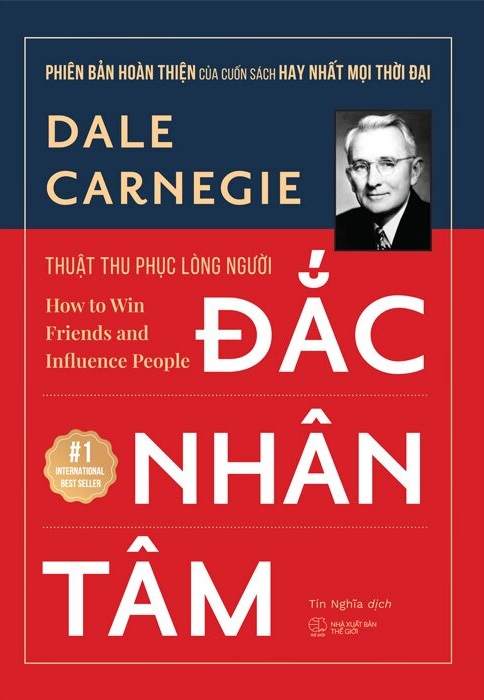 PHIÊN BẢN HOÀN THIỆN CỦA CUỐN SÁCH HAY NHẤT MỌI THỜI ĐẠI
DALE
CARNEGIE
THUẬT THU PHỤC LÒNG NGƯỜI
How to Win
Friends and
Influence People
ĐẮC
#1
INTERNATIONAL
BEST SELLER
NHÂN
TÂM
Tín Nghĩa dịch
THẾ GIỚI
NHÀ XUẤT BẢN
THẾ GIỚI